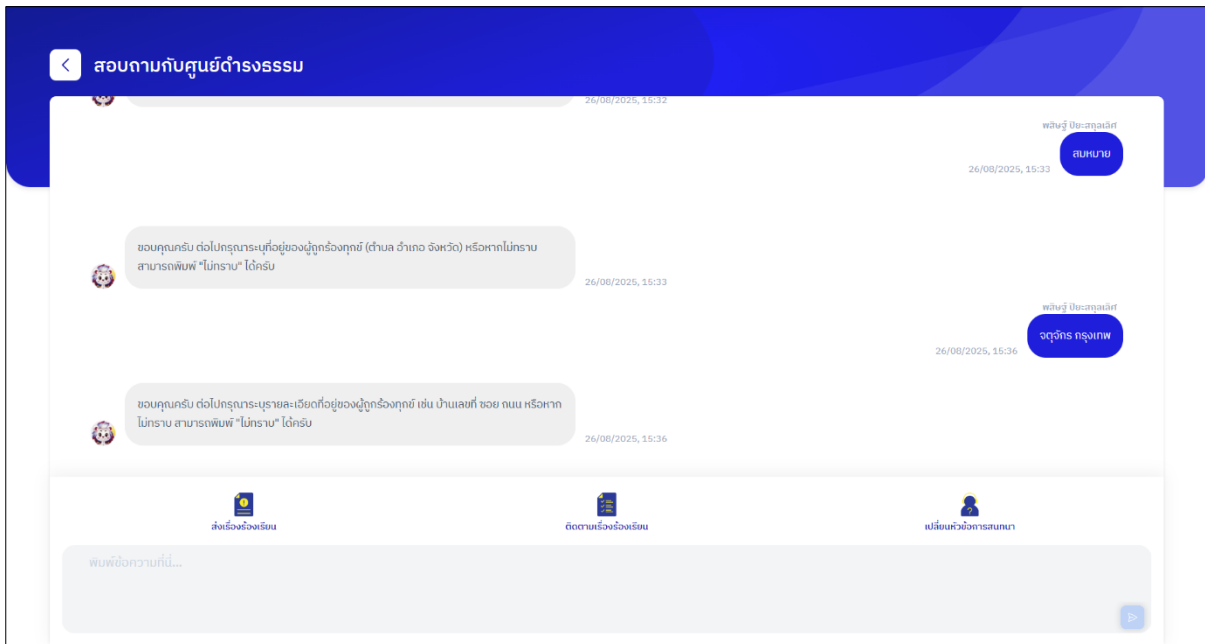 สอบถามกับศูนย์ดำรงธรรม
26/08/2025, 15:32
พสิษฐ์ ปิยะสกุลเลิศ
สมหมาย
26/08/2025, 15:33
ขอบคุณครับ ต่อไปกรุณาระบุที่อยู่ของผู้ถูกร้องทุกข์ (ตำบล อำเภอ จังหวัด) หรือหากไม่ทราบ
สามารถพิมพ์ "ไม่ทราบ" ได้ครับ
26/08/2025, 15:33
พสิษฐ์ ปิยะสกุลเลิศ
จตุจักร กรุงเทพ
26/08/2025, 15:36
ขอบคุณครับ ต่อไปกรุณาระบุรายละเอียดที่อยู่ของผู้ถูกร้องทุกข์ เช่น บ้านเลขที่ ซอย ถนน หรือหาก
ไม่ทราบ สามารถพิมพ์ "ไม่ทราบ" ได้ครับ
26/08/2025, 15:36
ส่งเรื่องร้องเรียน
ติดตามเรื่องร้องเรียน
เปลี่ยนหัวข้อการสนทนา
พิมพ์ข้อความที่นี่...